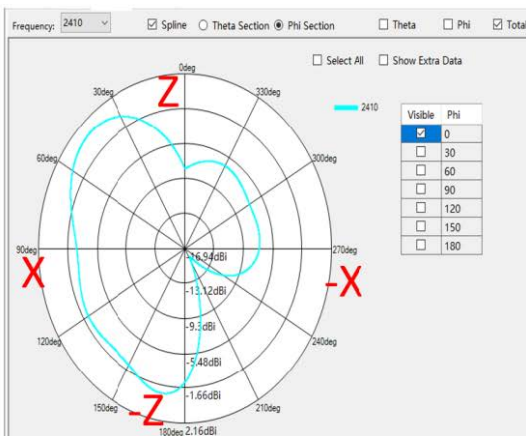 Frequency: 2410 Spline Theta Section Phi Section Theta Phi Total
Select All Show Extra Data
0deg
30deg
Z
330deg
2410
Visible Phi
0
30
60
90
120
150
180
60deg
300deg
90deg
270deg
X
-X
-16.94dBi
-13.12dBi
-9.3dBi
-5.48dBi
-1.66dBi
2.16dBi
120deg
240deg
150deg
-Z
210deg
180deg